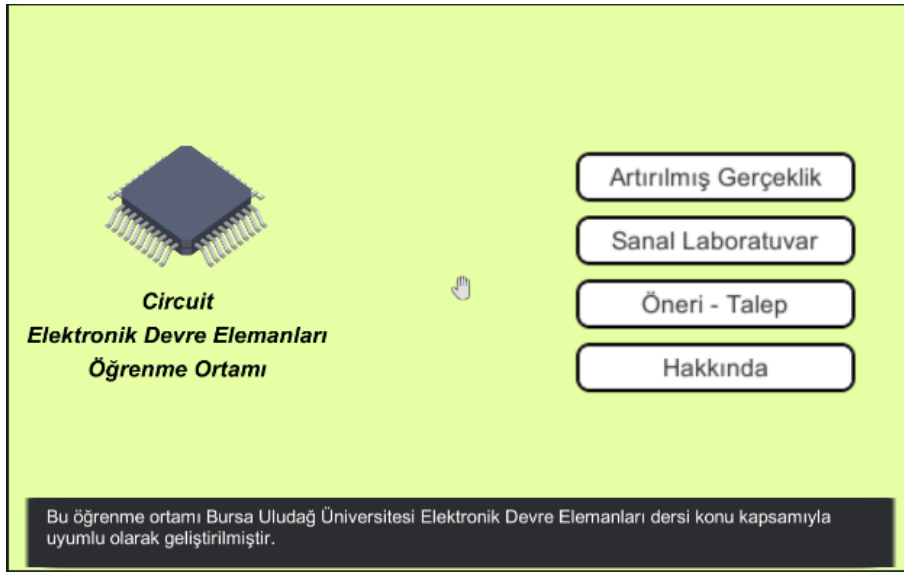 Circuit
Elektronik Devre Elemanları
Öğrenme Ortamı
Artırılmış Gerçeklik
Sanal Laboratuvar
Öneri - Talep
Hakkında
Bu öğrenme ortamı Bursa Uludağ Üniversitesi Elektronik Devre Elemanları dersi konu kapsamıyla
uyumlu olarak geliştirilmiştir.